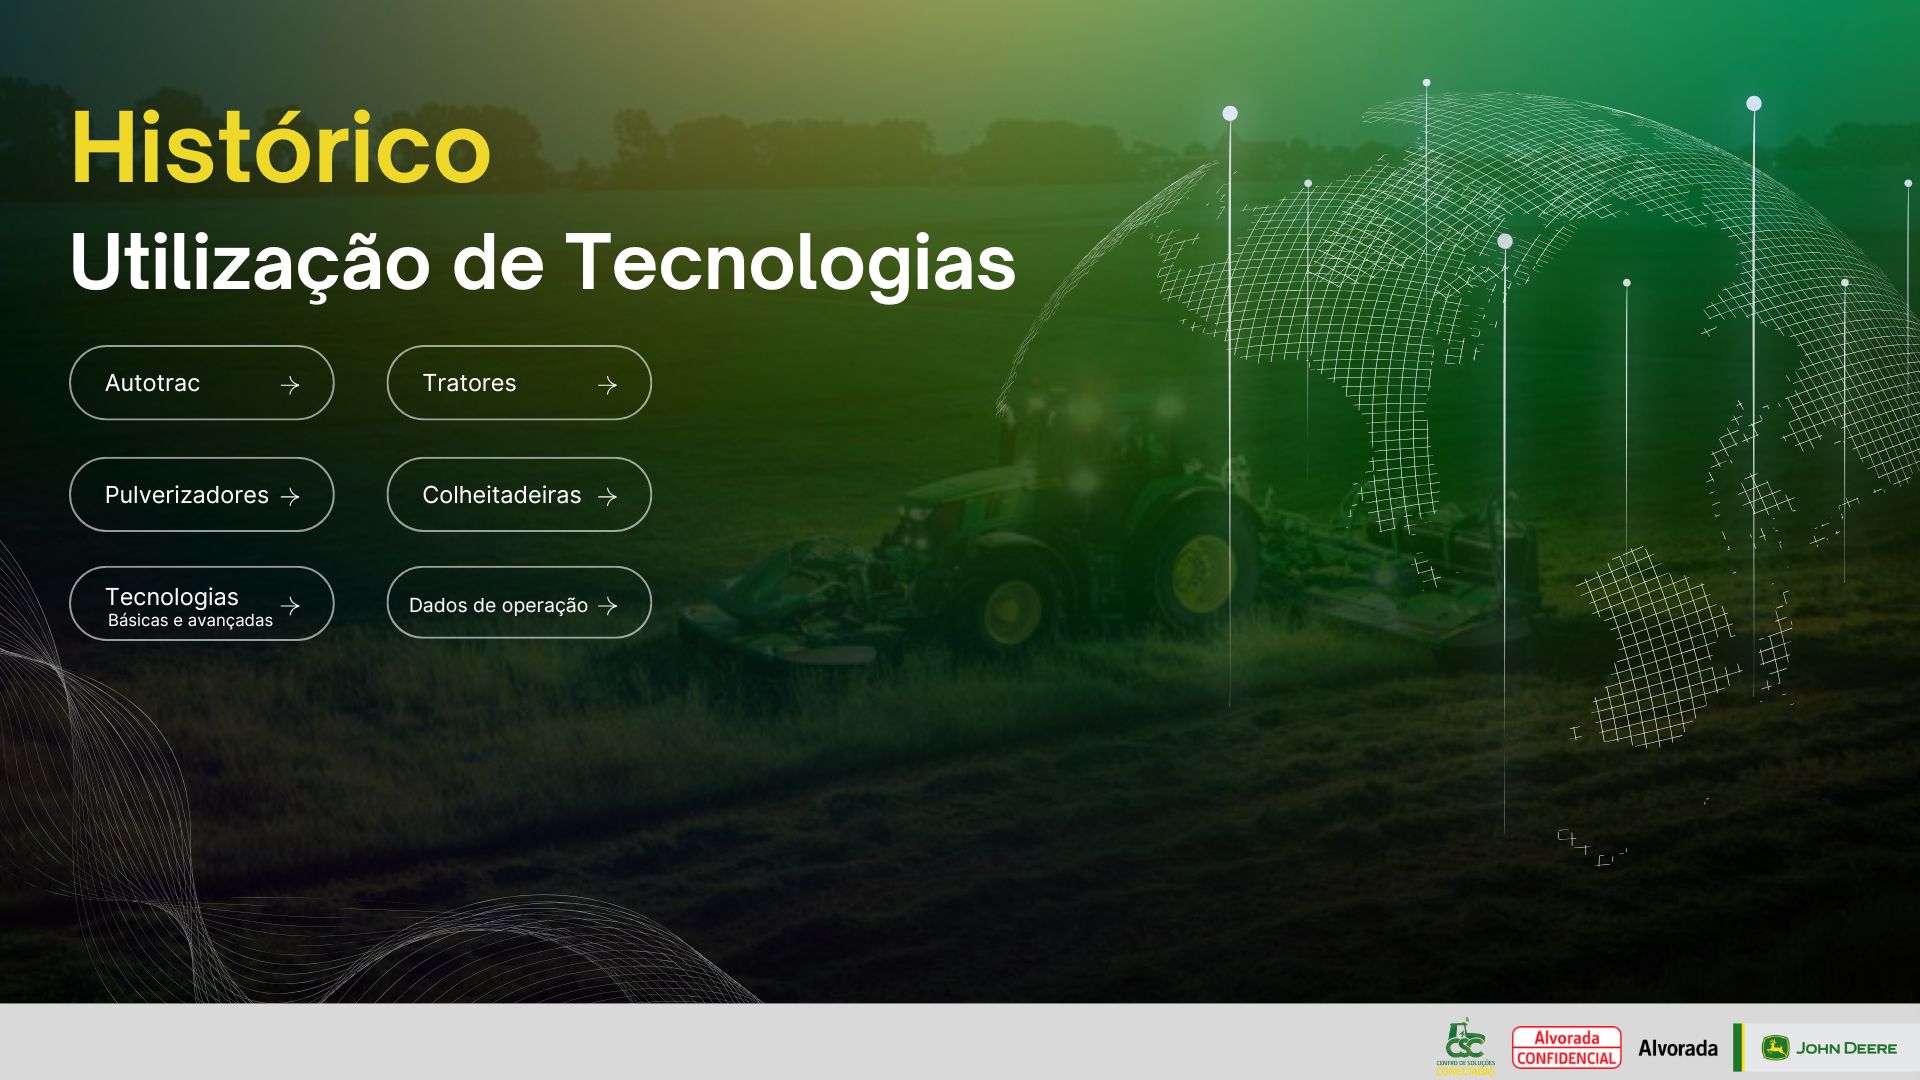 Histórico
Utilização de Tecnologias
Autotrac
Tratores
Pulverizadores
Colheitadeiras
Tecnologias
Básicas e avançadas
Dados de operação
CSC
CENTRO DE SOLUÇÕES
CONECTADAS
Alvorada
CONFIDENCIAL
Alvorada
JOHN DEERE